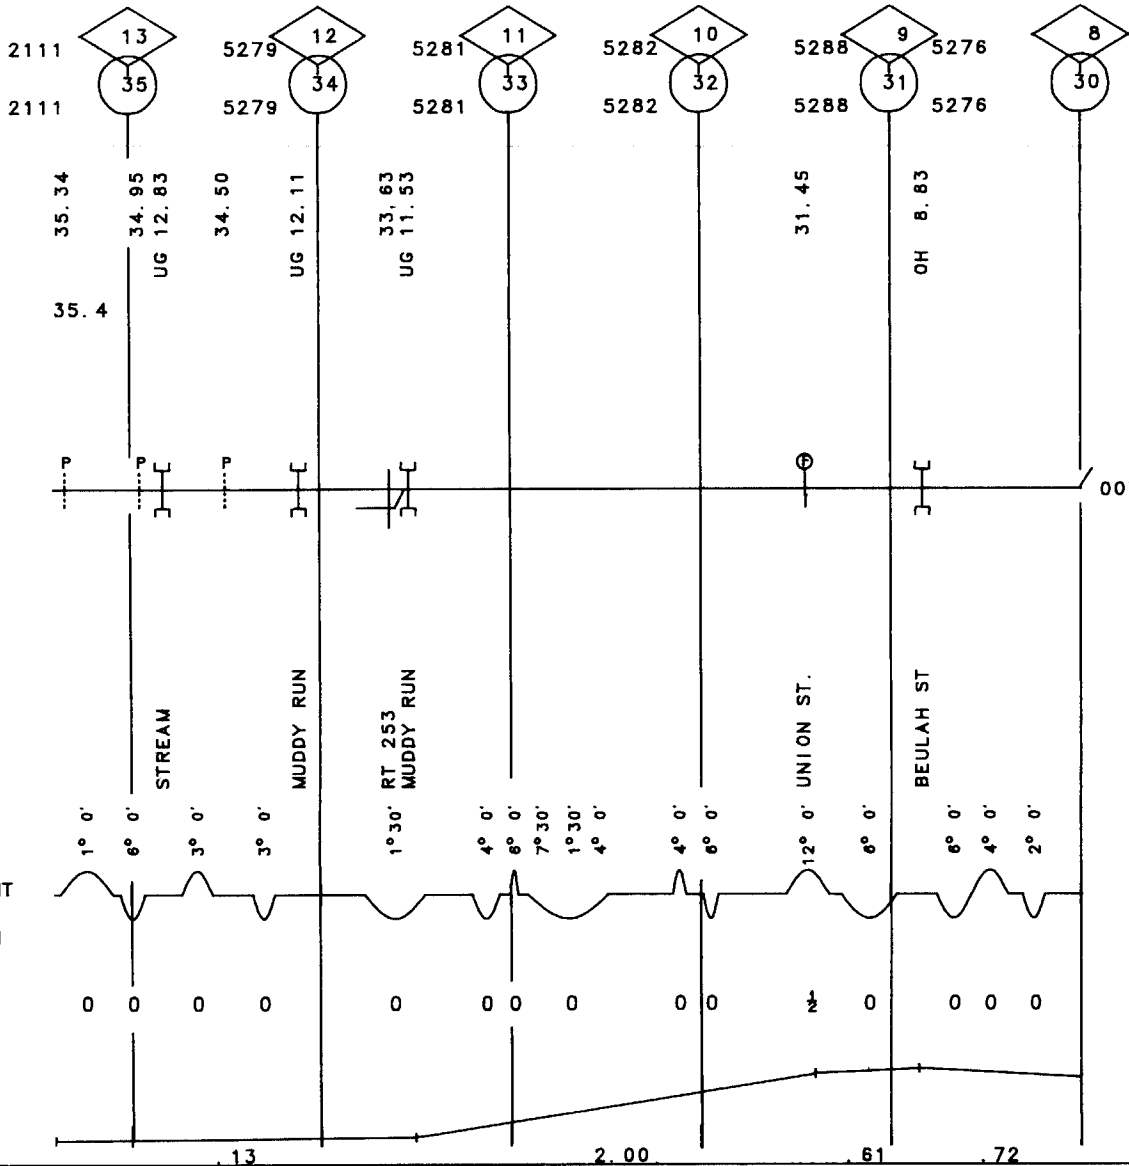 13 12 11 10 9 8
2111 5279 5281 5282 5288 5276
35 34 33 32 31 30
2111 5279 5281 5282 5288 5276
35.34
34.95
UG 12.83
34.50
UG 12.11
33,63
UG 11.53
31.45
OH 8.83
35.4
P P P P
00
STREAM
MUDDY RUN
RT 253
MUDDY RUN
UNION ST.
BEULAH ST
1° 0' 6° 0' 3° 0' 3° 0' 1°30' 4° 0' 6° 0' 7°30' 1°30' 4° 0' 4° 0' 6° 0' 12° 0' 6° 0' 6° 0' 4° 0' 2° 0'
0 0 0 0 0 0 0 0 0 0 ½ 0 0 0 0
.13 2.00 .61 .72